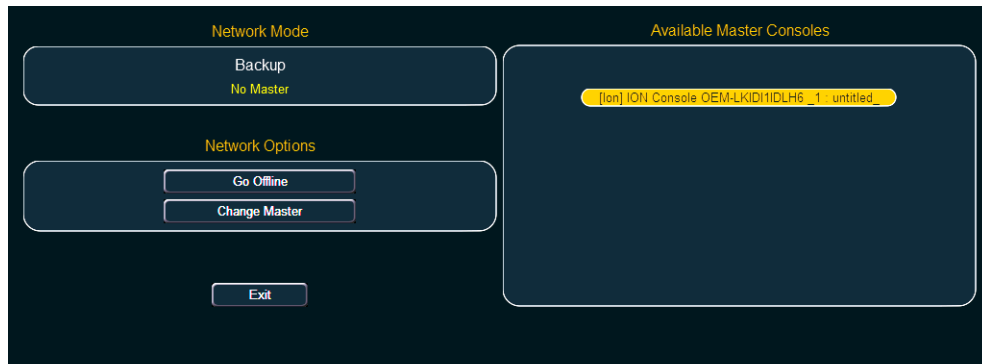 Network Mode
Backup
No Master
Network Options
Go Offline
Change Master
Exit
Available Master Consoles
[Ion] ION Console OEM-LKIDI1IDLH6 _1 : untitled_